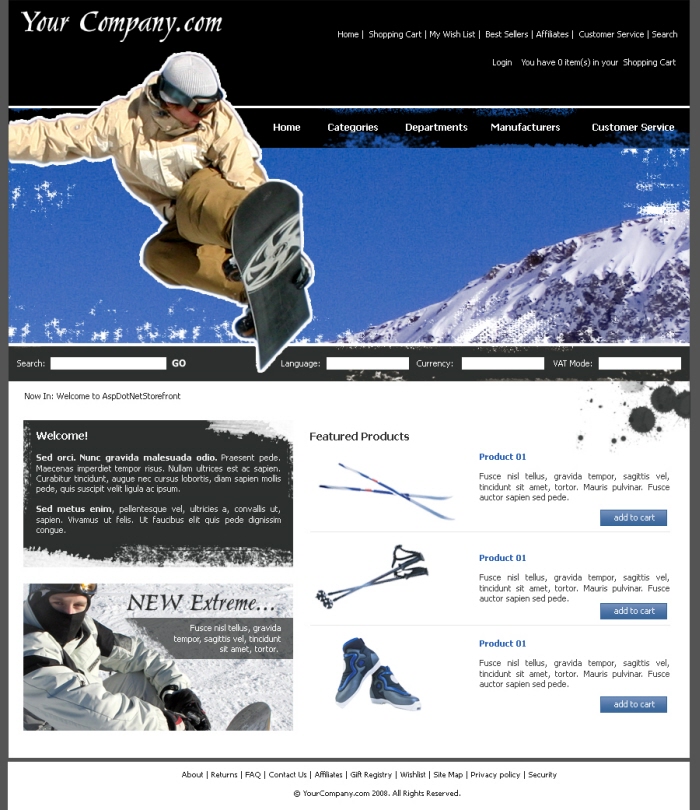 Your Company.com
Home | Shopping Cart | My Wish List | Best Sellers | Affiliates | Customer Service | Search
Login You have 0 item(s) in your Shopping Cart
Home Categories Departments Manufacturers Customer Service
Search: GO Language: Currency: VAT Mode:
Now In: Welcome to AspDotNetStorefront
Welcome!
Sed orci. Nunc gravida malesuada odio. Praesent pede.
Maecenas imperdiet tempor risus. Nullam ultrices est ac sapien.
Curabitur tincidunt, augue nec cursus lobortis, diam sapien mollis
pede, quis suscipit velit ligula ac ipsum.
Sed metus enim, pellentesque vel, ultricies a, convallis ut,
sapien. Vivamus ut felis. Ut faucibus elit quis pede dignissim
congue.
NEW Extreme...
Fusce nisl tellus, gravida
tempor, sagittis vel, tincidunt
sit amet, tortor.
Featured Products
Product 01
Fusce nisl tellus, gravida tempor, sagittis vel,
tincidunt sit amet, tortor. Mauris pulvinar. Fusce
auctor sapien sed pede.
add to cart
Product 01
Fusce nisl tellus, gravida tempor, sagittis vel,
tincidunt sit amet, tortor. Mauris pulvinar. Fusce
auctor sapien sed pede.
add to cart
Product 01
Fusce nisl tellus, gravida tempor, sagittis vel,
tincidunt sit amet, tortor. Mauris pulvinar. Fusce
auctor sapien sed pede.
add to cart
About | Returns | FAQ | Contact Us | Affiliates | Gift Registry | Wishlist | Site Map | Privacy policy | Security
© YourCompany.com 2008. All Rights Reserved.